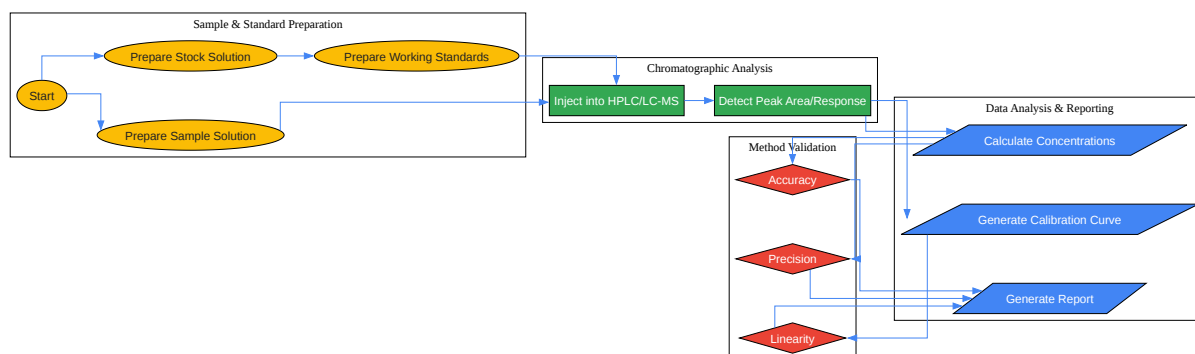 Sample & Standard Preparation
Prepare Stock Solution
Prepare Working Standards
Start
Prepare Sample Solution
Chromatographic Analysis
Inject into HPLC/LC-MS
Detect Peak Area/Response
Data Analysis & Reporting
Calculate Concentrations
Generate Calibration Curve
Generate Report
Method Validation
Accuracy
Precision
Linearity